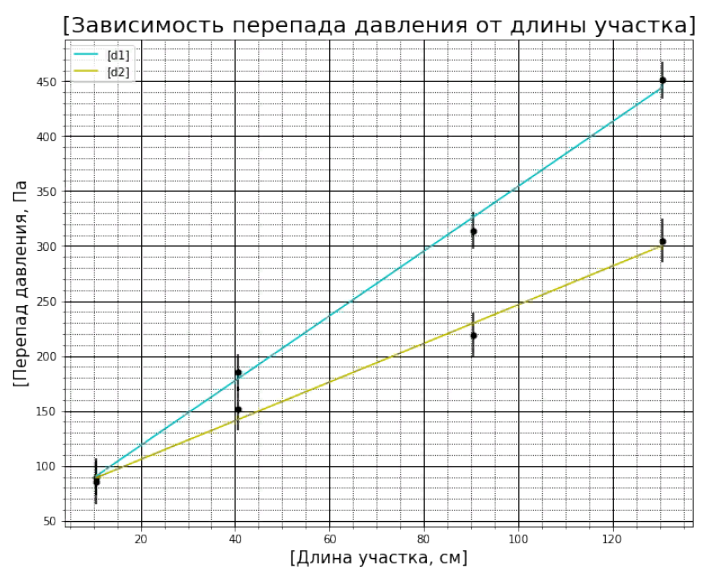 [Зависимость перепада давления от длины участка]
[d1]
[d2]
450
400
350
300
250
200
150
100
50
[Перепад давления, Па
20 40 60 80 100 120
[Длина участка, см]